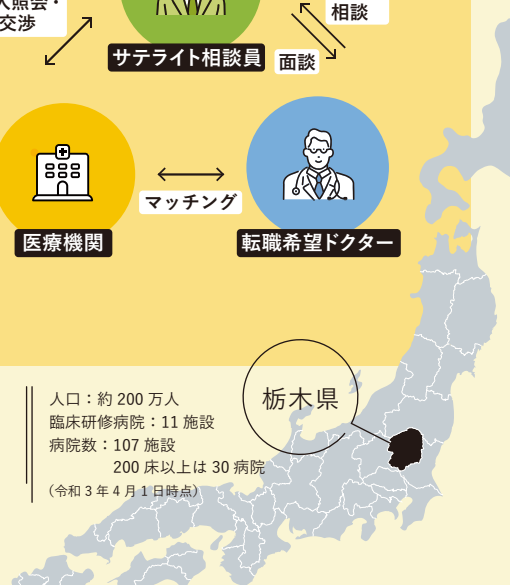 人照会・
交渉
相談
サテライト相談員
面談
マッチング
医療機関
転職希望ドクター
栃木県
人口：約 200 万人
臨床研修病院：11 施設
病院数：107 施設
200 床以上は 30 病院
（令和 3 年 4 月 1 日時点）